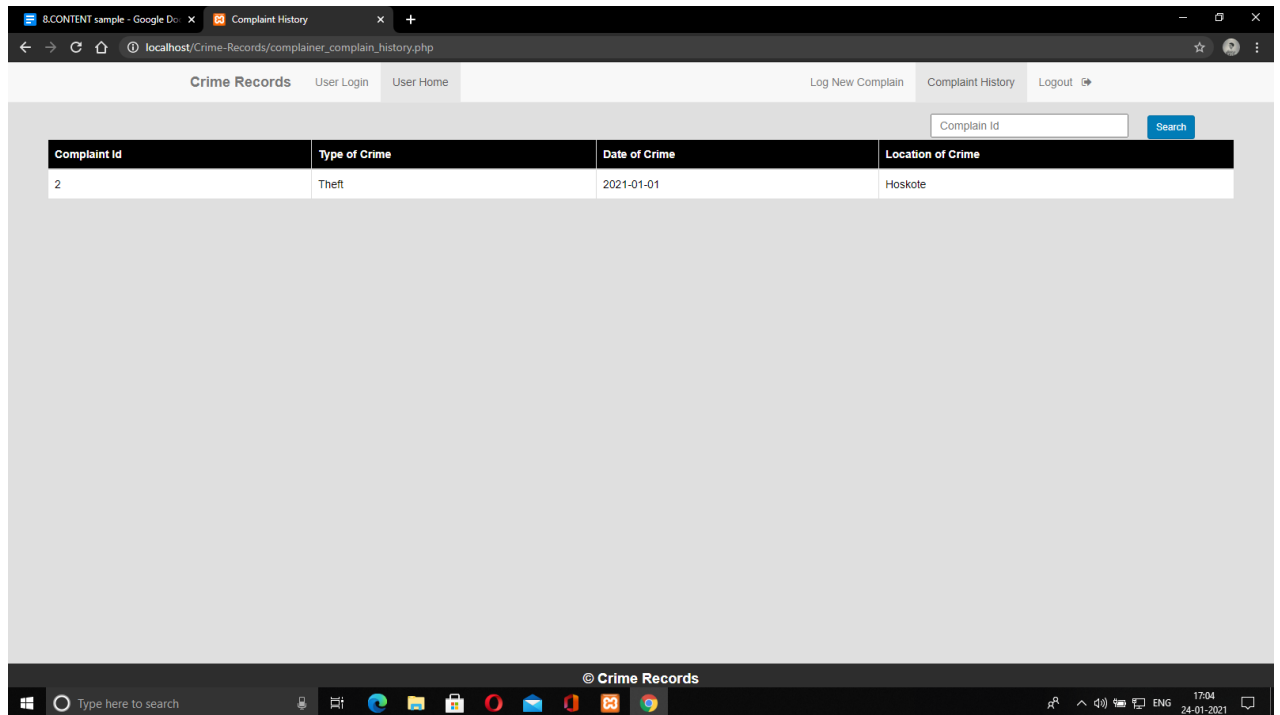 8.CONTENT sample - Google Do
Complaint History
localhost/Crime-Records/complainer_complain_history.php
Crime Records User Login User Home Log New Complain Complaint History Logout
Complain Id Search
Complaint Id Type of Crime Date of Crime Location of Crime
2 Theft 2021-01-01 Hoskote
© Crime Records
Type here to search
ENG
17:04
24-01-2021